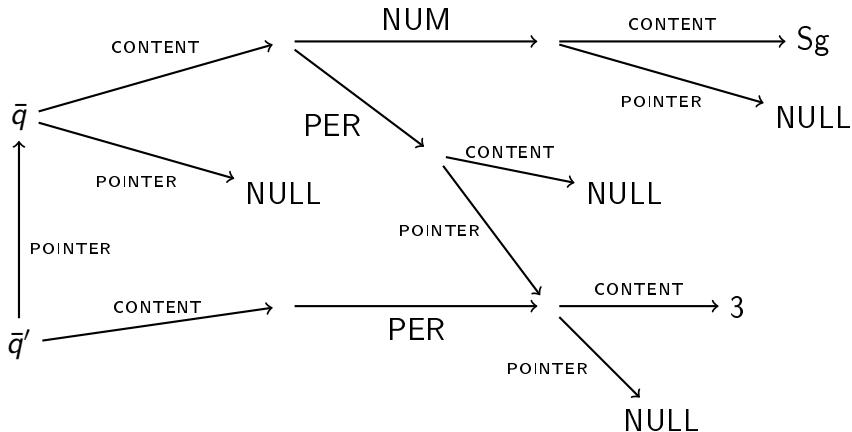 NUM
CONTENT
Sg
CONTENT
POINTER
NULL
q̄
PER
CONTENT
POINTER
NULL
NULL
POINTER
POINTER
CONTENT
CONTENT
3
PER
q̄′
POINTER
NULL